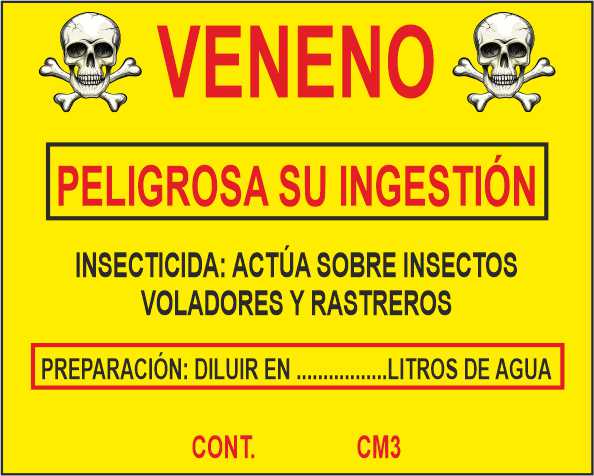 VENENO
PELIGROSA SU INGESTIÓN
INSECTICIDA: ACTÚA SOBRE INSECTOS
VOLADORES Y RASTREROS
PREPARACIÓN: DILUIR EN .................LITROS DE AGUA
CONT. CM3